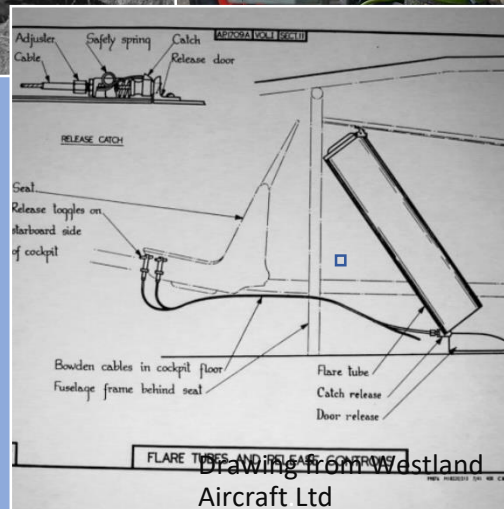 AP1709A VOL.I SECT.11
Adjuster
Safety spring
Catch
Cable
Release door
RELEASE CATCH
Seat
Release toggles on
starboard side
of cockpit
Bowden cables in cockpit floor
Fuselage frame behind seat
Flare tube
Catch release
Door release
FLARE TUBES AND RELEASE CONTROLS
Drawing from Westland
Aircraft Ltd